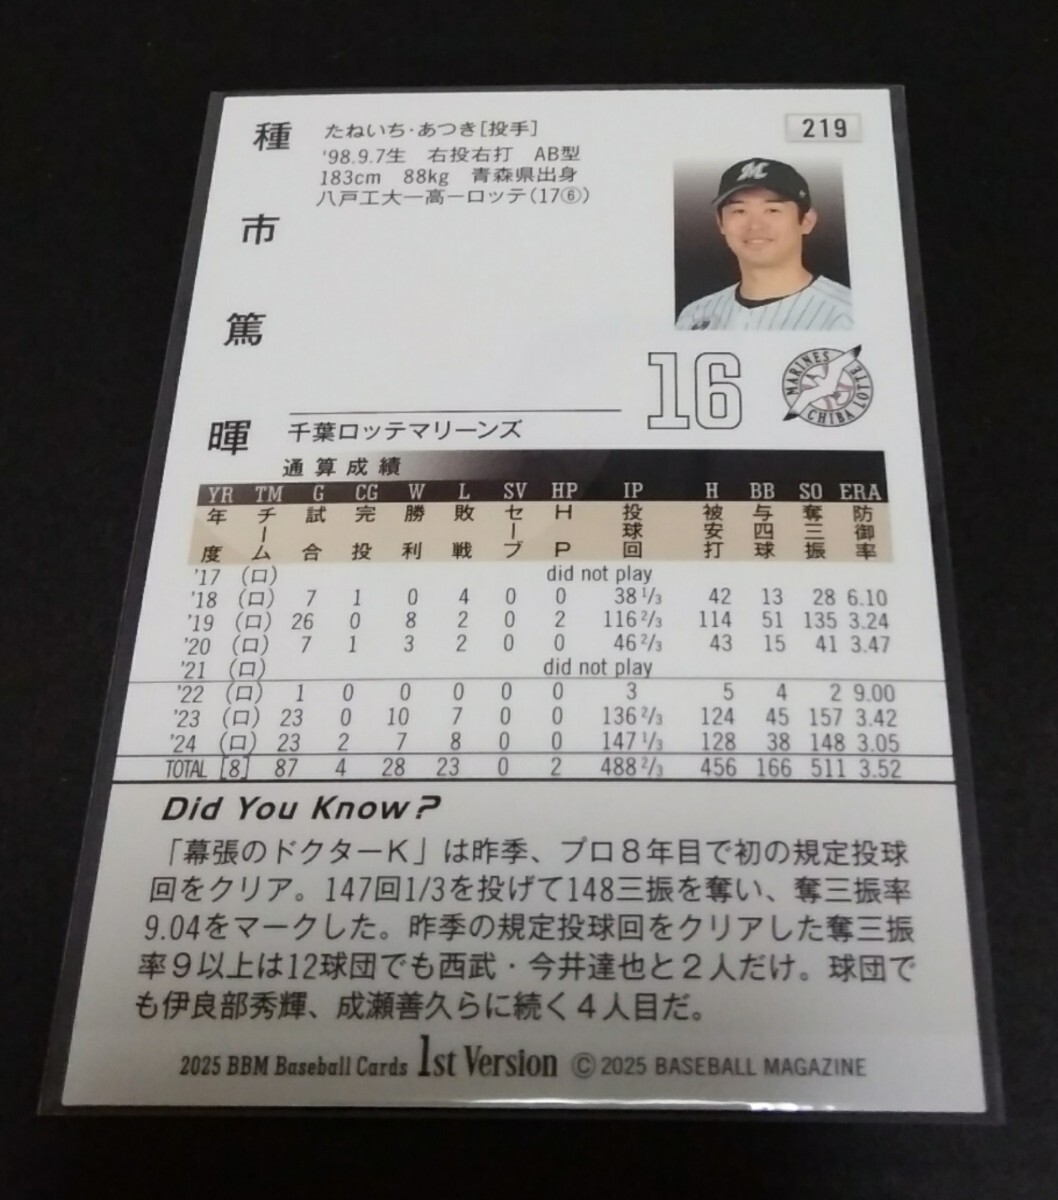 種市篤暉
たねいち・あつき[投手]
'98.9.7生 右投右打 AB型
183cm 88kg 青森県出身
八戸工大一高－ロッテ(17⑥)
219
M
16
MARINES
CHIBA LOTTE
千葉ロッテマリーンズ
通算成績
YR TM G CG W L SV HP IP H BB SO ERA
年度 チーム 試合 完投 勝利 敗戦 セーブ HP 投球回 被安打 与四球 奪三振 防御率
'17 (ロ) did not play
'18 (ロ) 7 1 0 4 0 0 38 1/3 42 13 28 6.10
'19 (ロ) 26 0 8 2 0 2 116 2/3 114 51 135 3.24
'20 (ロ) 7 1 3 2 0 0 46 2/3 43 15 41 3.47
'21 (ロ) did not play
'22 (ロ) 1 0 0 0 0 0 3 5 4 2 9.00
'23 (ロ) 23 0 10 7 0 0 136 2/3 124 45 157 3.42
'24 (ロ) 23 2 7 8 0 0 147 1/3 128 38 148 3.05
TOTAL [8] 87 4 28 23 0 2 488 2/3 456 166 511 3.52
Did You Know?
「幕張のドクターK」は昨季、プロ8年目で初の規定投球
回をクリア。147回1/3を投げて148三振を奪い、奪三振率
9.04をマークした。昨季の規定投球回をクリアした奪三振
率9以上は12球団でも西武・今井達也と2人だけ。球団で
も伊良部秀輝、成瀬善久らに続く4人目だ。
2025 BBM Baseball Cards 1st Version © 2025 BASEBALL MAGAZINE